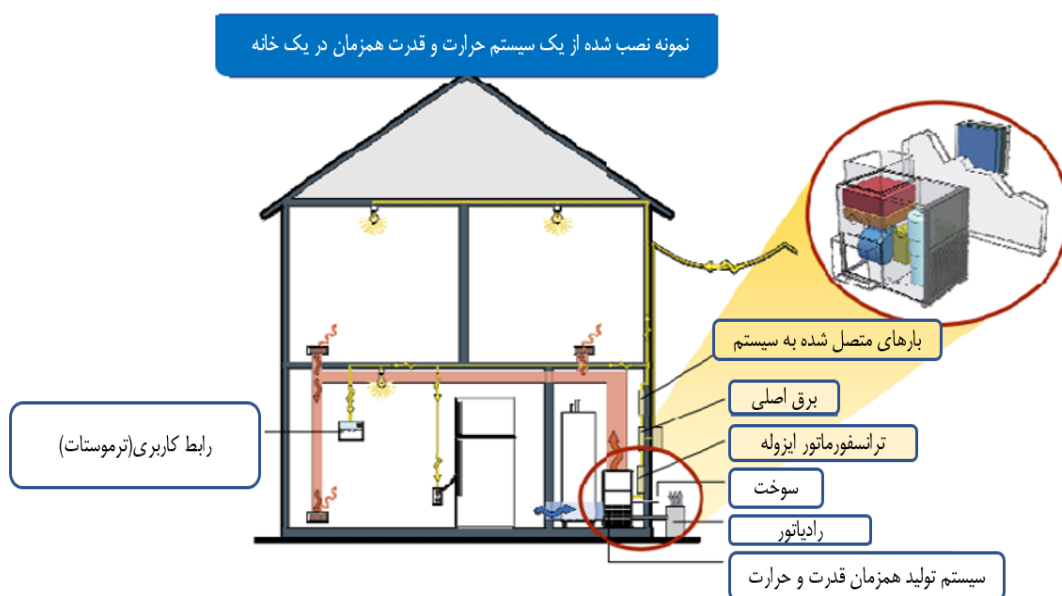 نمونه نصب شده از یک سیستم حرارت و قدرت همزمان در یک خانه
بارهای متصل شده به سیستم
برق اصلی
ترانسفورماتور ایزوله
سوخت
رادیاتور
سیستم تولید همزمان قدرت و حرارت
رابط کاربری(ترموستات)